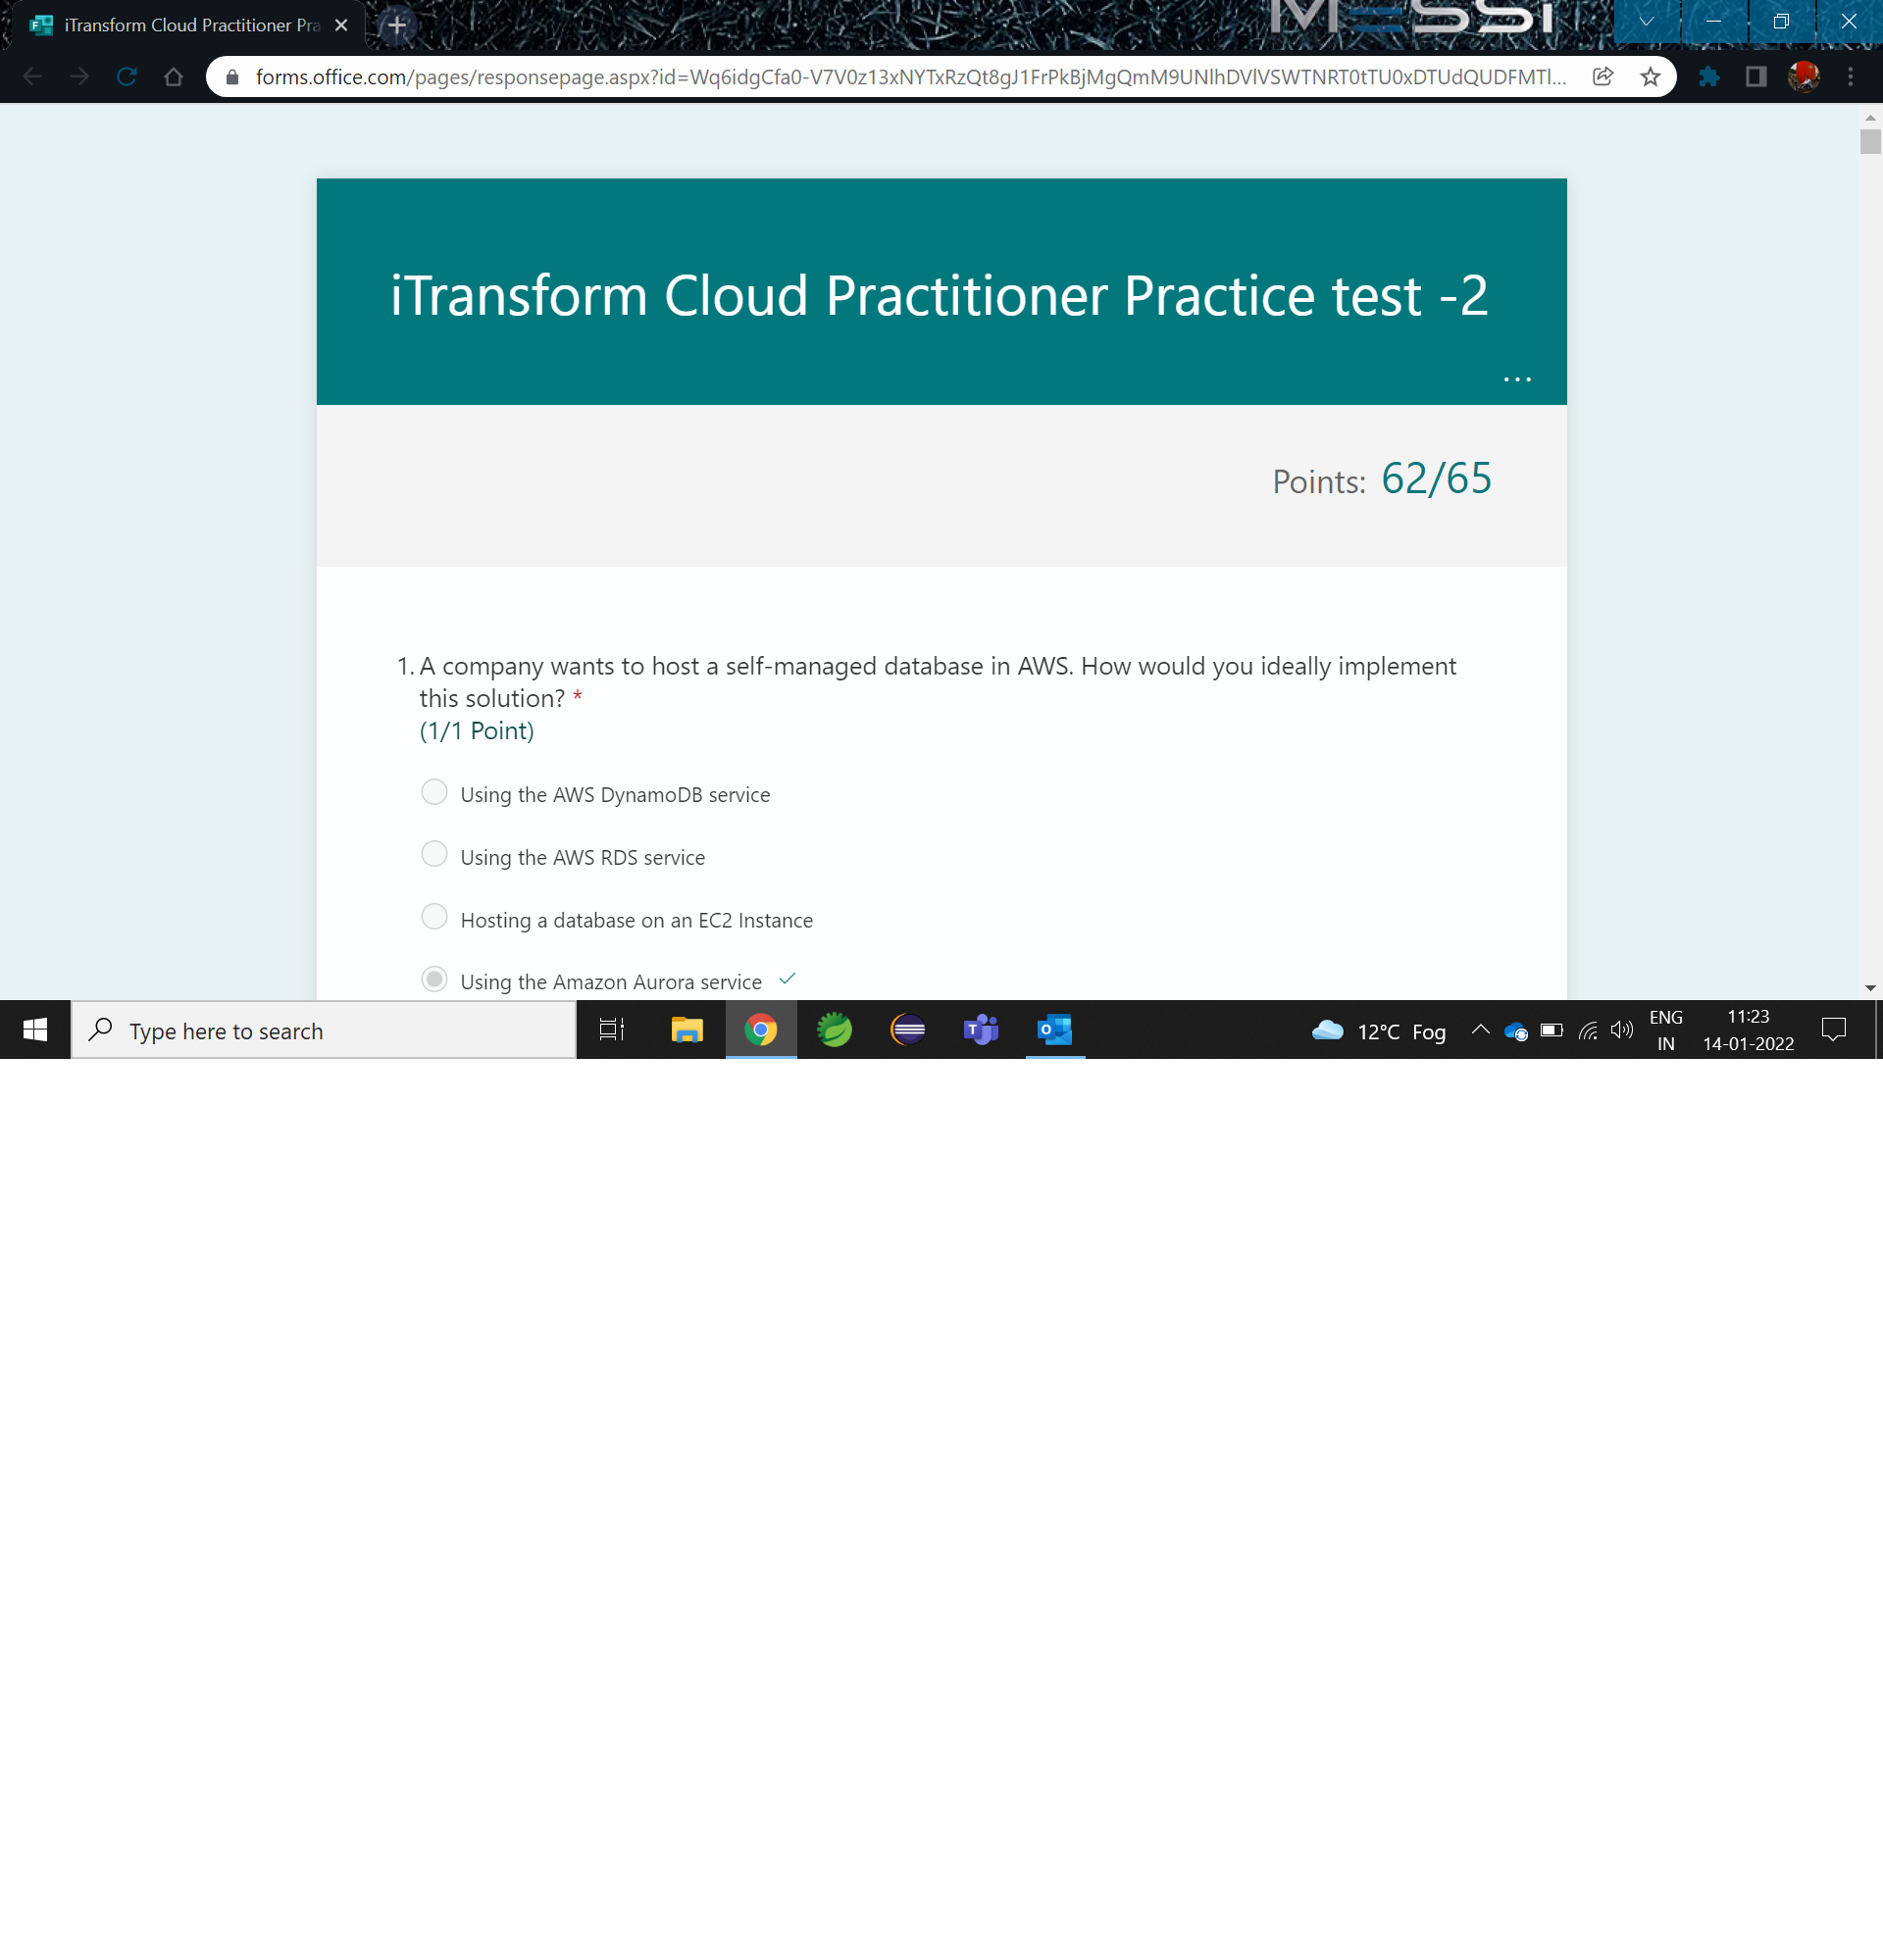 MESSI
iTransform Cloud Practitioner Pra
forms.office.com/pages/responsepage.aspx?id=Wq6idgCfa0-V7V0z13xNYTxRzQt8gJ1FrPkBjMgQmM9UNlhDVlVSWTNRT0tTU0xDTUdQUDFMTl...
iTransform Cloud Practitioner Practice test -2
...
Points: 62/65
1. A company wants to host a self-managed database in AWS. How would you ideally implement
this solution? *
(1/1 Point)
Using the AWS DynamoDB service
Using the AWS RDS service
Hosting a database on an EC2 Instance
Using the Amazon Aurora service
Type here to search
12°C Fog
ENG
IN
11:23
14-01-2022